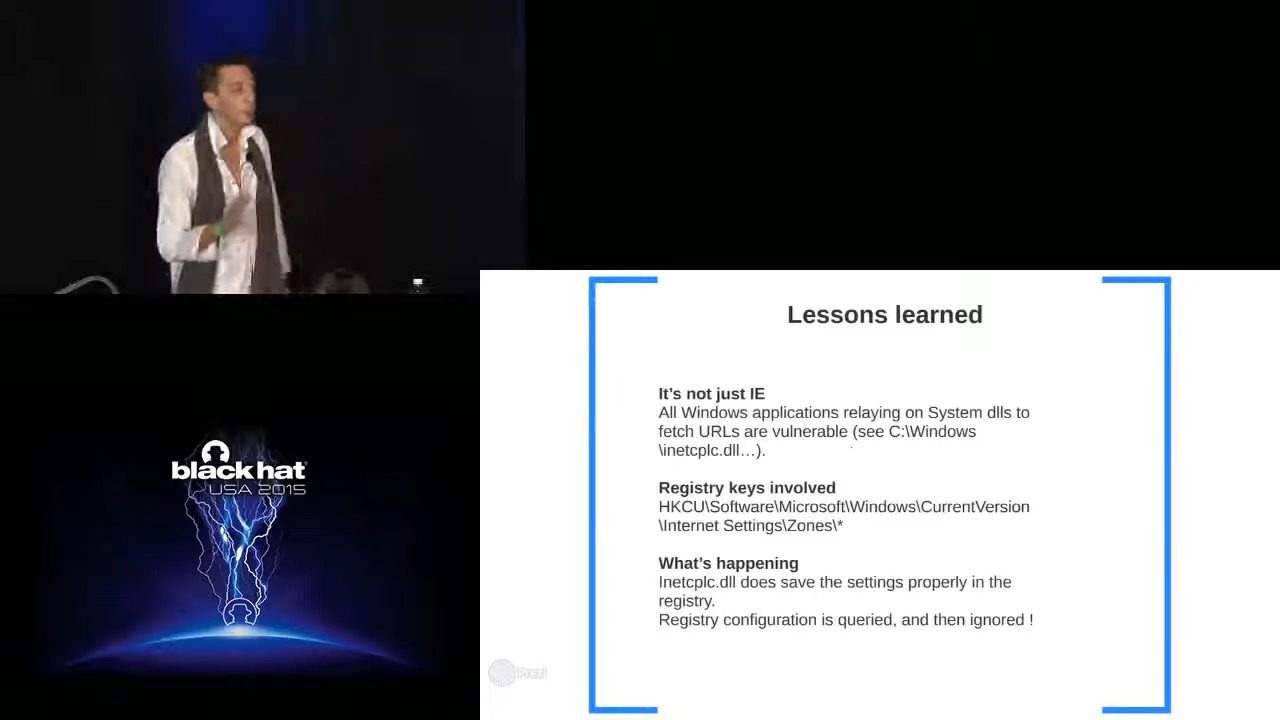 Lessons learned
It's not just IE
All Windows applications relaying on System dlls to
fetch URLs are vulnerable (see C:\Windows
\inetcplc.dll…).
Registry keys involved
HKCU\Software\Microsoft\Windows\CurrentVersion
\Internet Settings\Zones\*
What's happening
Inetcplc.dll does save the settings properly in the
registry.
Registry configuration is queried, and then ignored !
black hat
USA 2015
Prezi